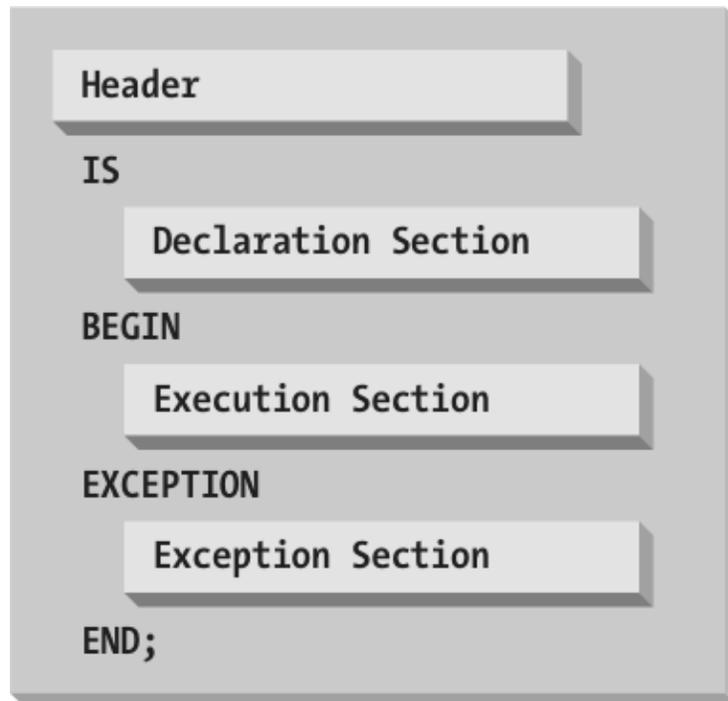 Header
IS
Declaration Section
BEGIN
Execution Section
EXCEPTION
Exception Section
END;